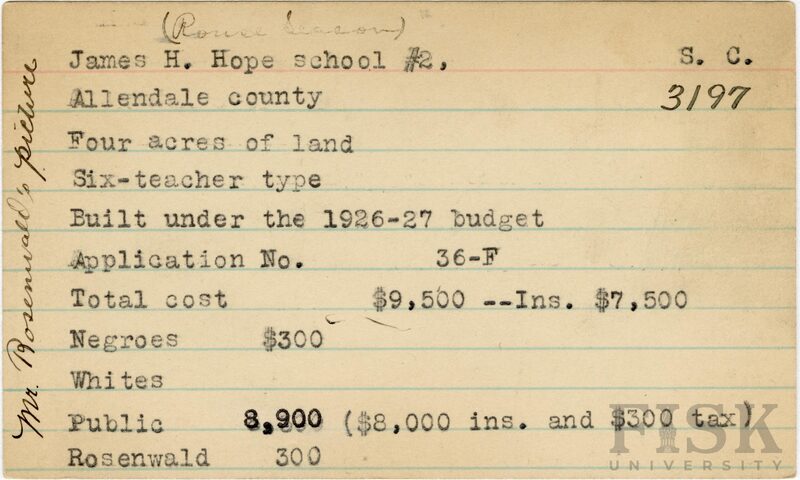 James H. Hope school #2, S. C.
Allendale county 3197
Four acres of land
Six-teacher type
Built under the 1926-27 budget
Application No. 36-F
Total cost $9,500 --Ins. $7,500
Negroes $300
Whites
Public 8,900 ($8,000 ins. and $300 tax)
Rosenwald 300
Mr. Rosenwald's picture
FISK
UNIVERSITY